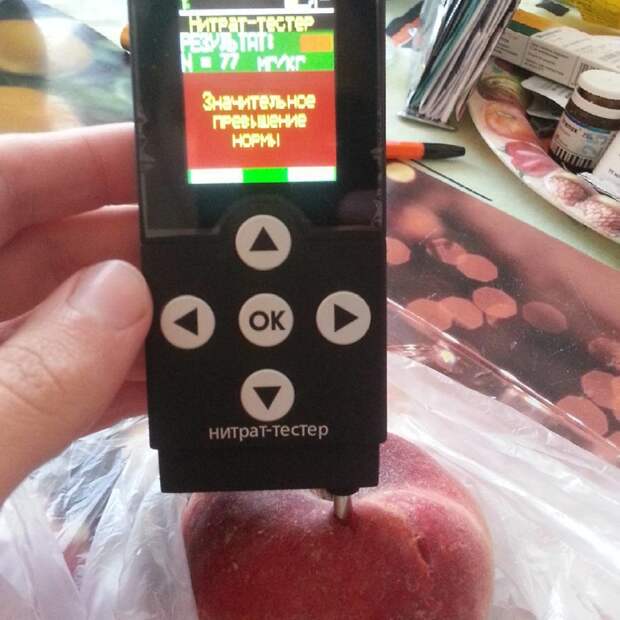 Нитрат-тестер
РЕЗУЛЬТАТ:
N = 77 мг/кг
Значительное
превышение
нормы
OK
нитрат-тестер